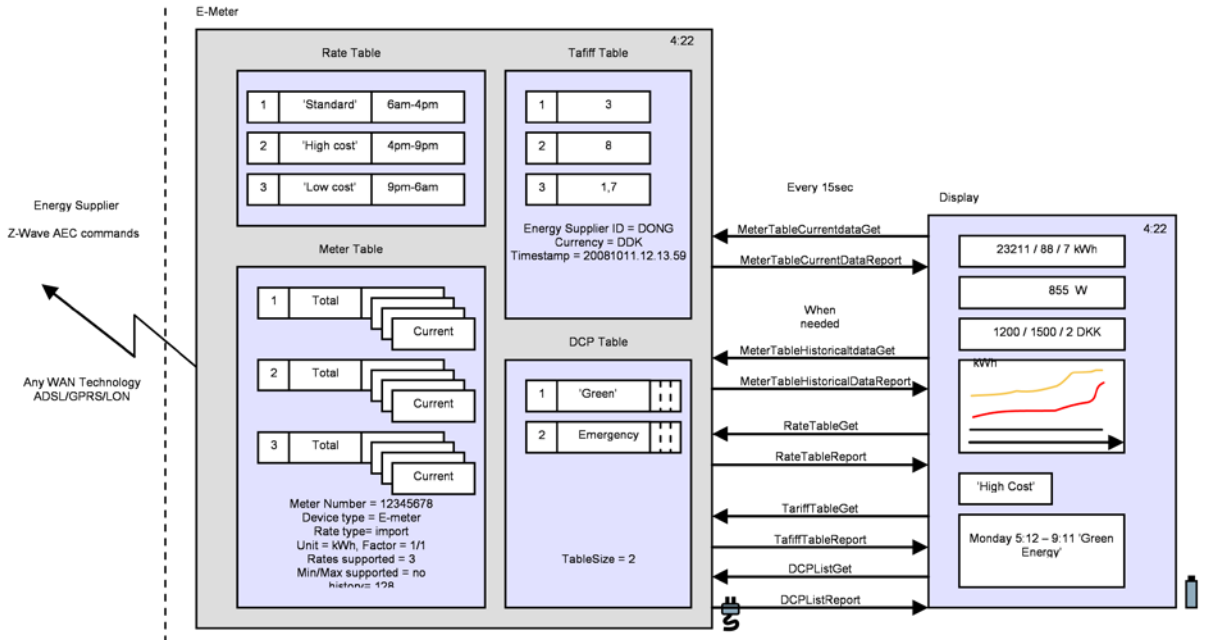 E-Meter
4:22
Rate Table
1 'Standard' 6am-4pm
2 'High cost' 4pm-9pm
3 'Low cost' 9pm-6am
Tafiff Table
1 3
2 8
3 1,7
Energy Supplier ID = DONG
Currency = DDK
Timestamp = 20081011.12.13.59
Energy Supplier
Z-Wave AEC commands
Any WAN Technology
ADSL/GPRS/LON
Meter Table
1 Total
Current
2 Total
Current
3 Total
Current
Meter Number = 12345678
Device type = E-meter
Rate type= import
Unit = kWh, Factor = 1/1
Rates supported = 3
Min/Max supported = no
history= 128
DCP Table
1 'Green'
2 Emergency
TableSize = 2
Every 15sec
MeterTableCurrentdataGet
MeterTableCurrentDataReport
When
needed
MeterTableHistoricaltdataGet
MeterTableHistoricalDataReport
RateTableGet
RateTableReport
TariffTableGet
TafiffTableReport
DCPListGet
DCPListReport
Display
4:22
23211 / 88 / 7 kWh
855 W
1200 / 1500 / 2 DKK
kWh
'High Cost'
Monday 5:12 – 9:11 'Green
Energy'